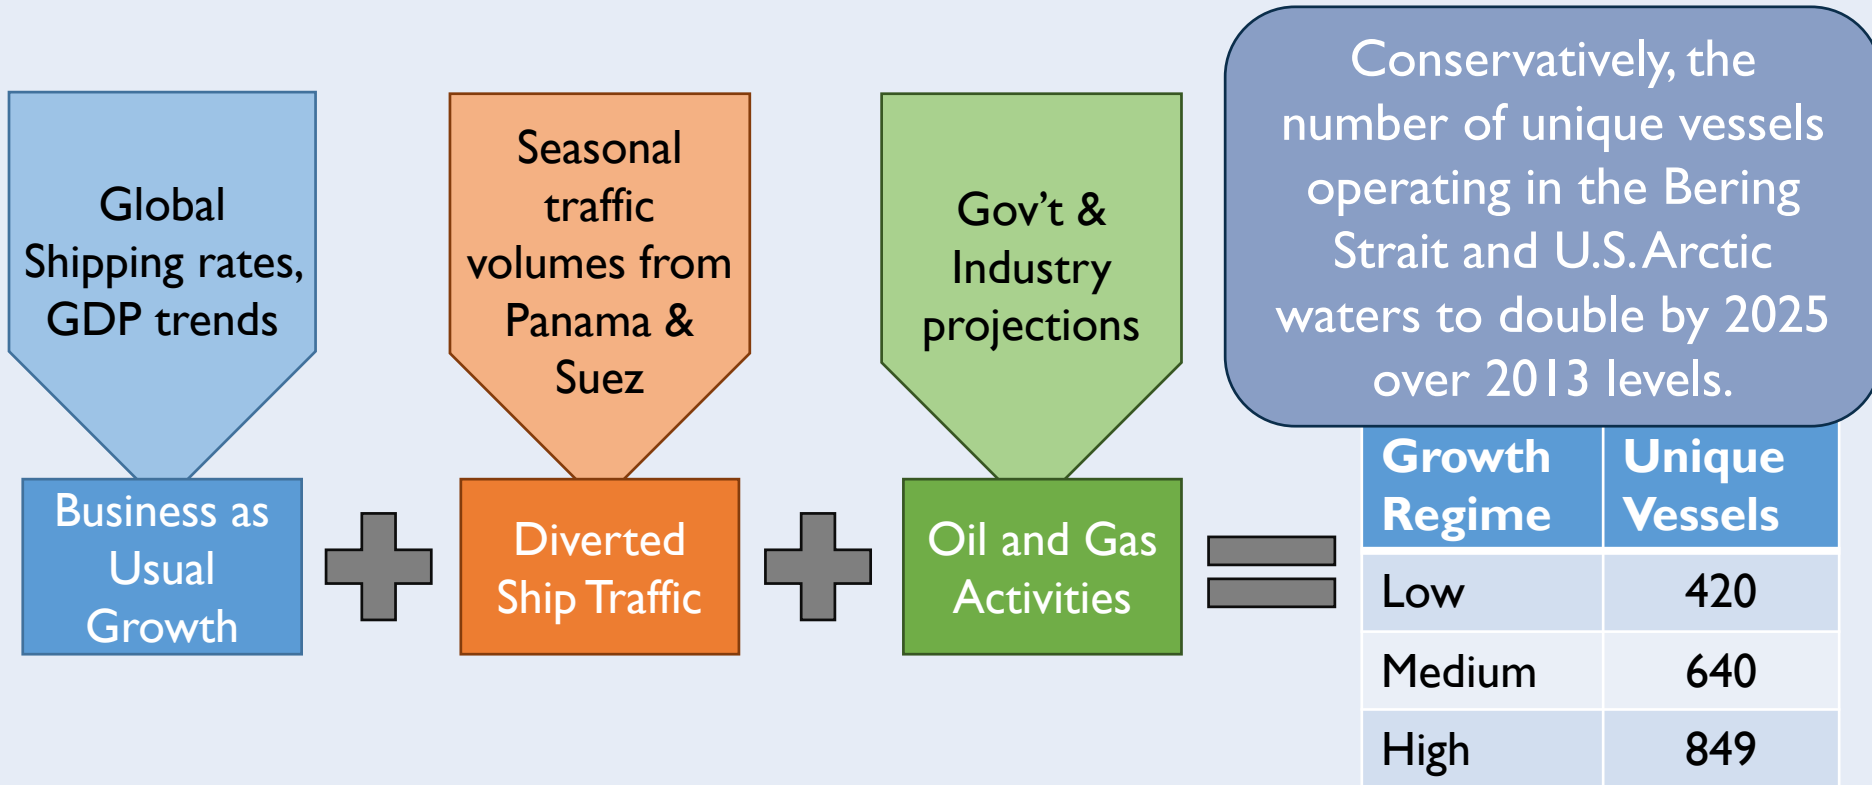 Global
Shipping rates,
GDP trends
Business as
Usual
Growth
Seasonal
traffic
volumes from
Panama &
Suez
Diverted
Ship Traffic
Gov't &
Industry
projections
Oil and Gas
Activities
Conservatively, the
number of unique vessels
operating in the Bering
Strait and U.S. Arctic
waters to double by 2025
over 2013 levels.
Growth Regime	Unique Vessels
Low	420
Medium	640
High	849